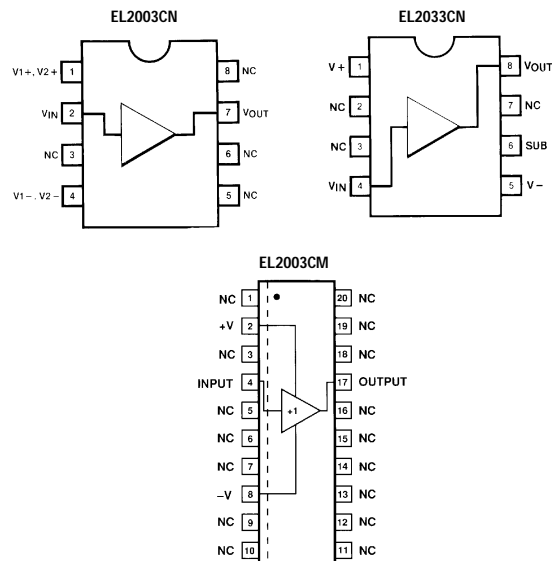 EL2003CN
V1+, V2+ 1 8 NC
VIN 2 7 VOUT
NC 3 6 NC
V1-, V2- 4 5 NC
EL2033CN
V+ 1 8 VOUT
NC 2 7 NC
NC 3 6 SUB
VIN 4 5 V-
EL2003CM
NC 1 20 NC
+V 2 19 NC
NC 3 18 NC
INPUT 4 17 OUTPUT
NC 5 +1 16 NC
NC 6 15 NC
NC 7 14 NC
-V 8 13 NC
NC 9 12 NC
NC 10 11 NC